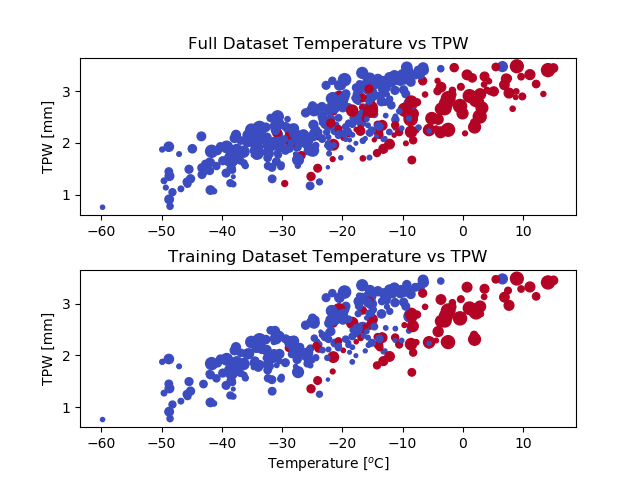 Full Dataset Temperature vs TPW
TPW [mm]
3
2
1
−60 −50 −40 −30 −20 −10 0 10
Training Dataset Temperature vs TPW
TPW [mm]
3
2
1
−60 −50 −40 −30 −20 −10 0 10
Temperature [°C]